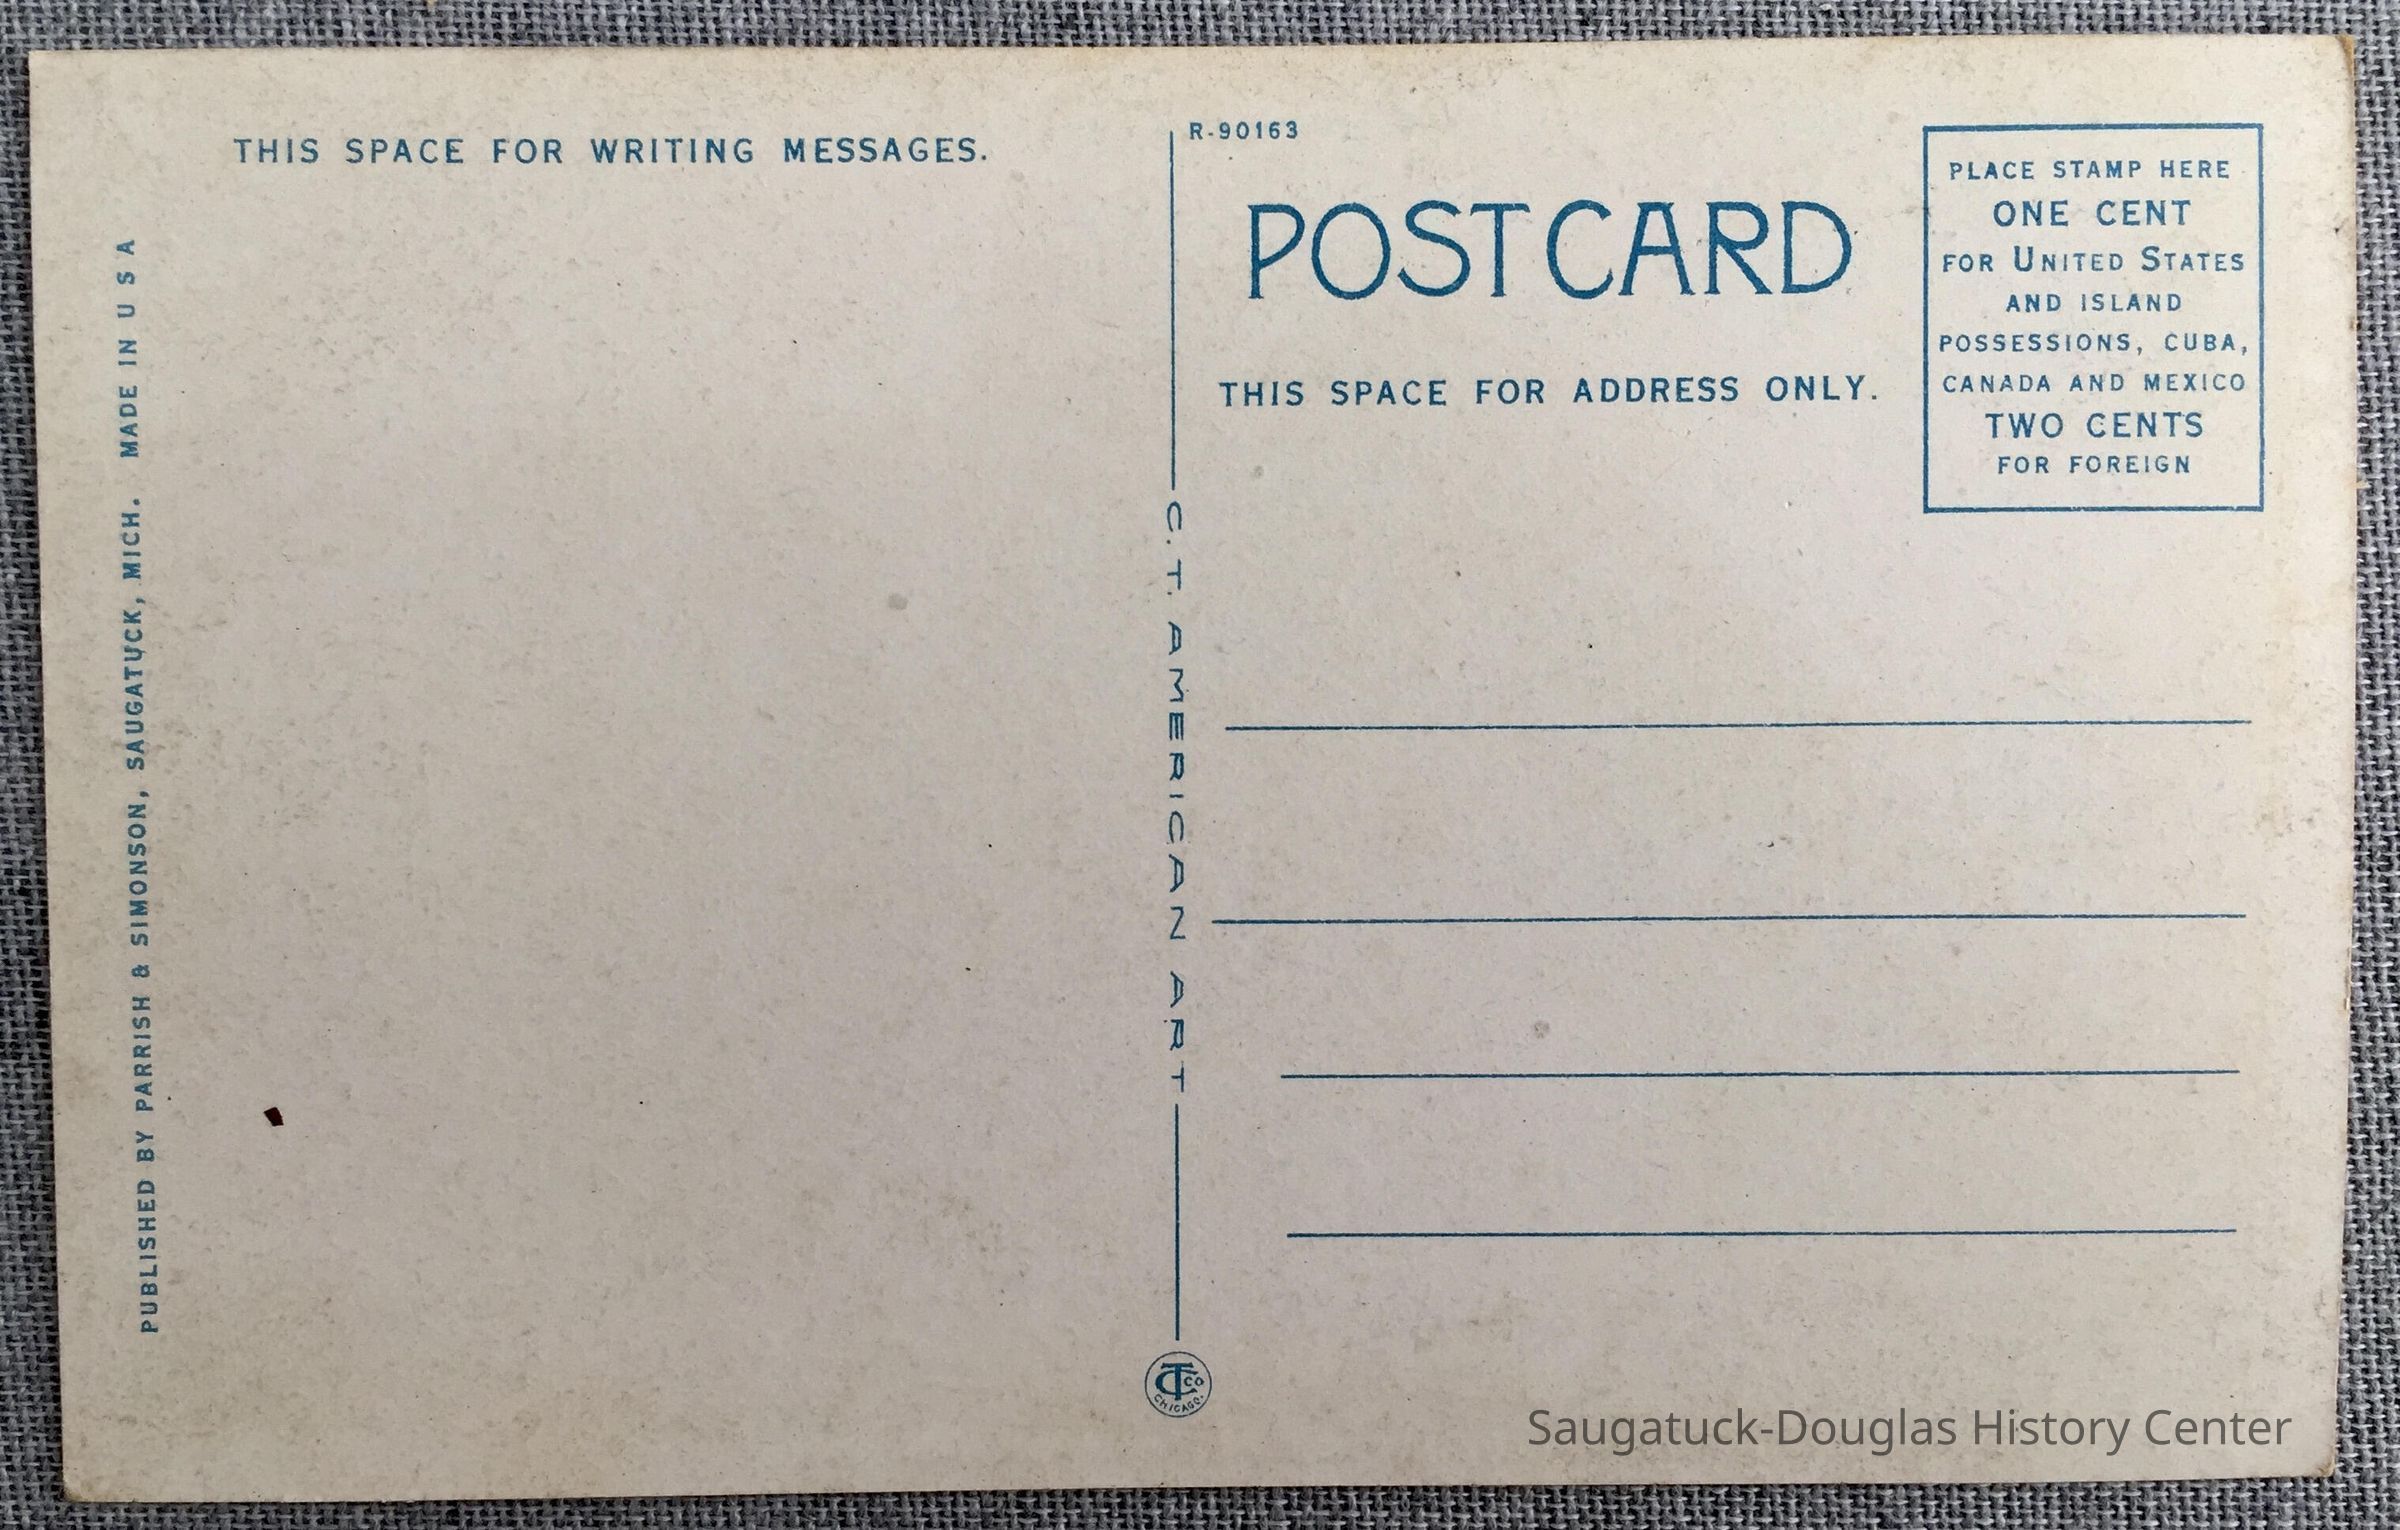 THIS SPACE FOR WRITING MESSAGES.
PUBLISHED BY PARRISH & SIMONSON, SAUGATUCK, MICH. MADE IN U S A
R-90163
POST CARD
THIS SPACE FOR ADDRESS ONLY.
PLACE STAMP HERE
ONE CENT
FOR UNITED STATES
AND ISLAND
POSSESSIONS, CUBA,
CANADA AND MEXICO
TWO CENTS
FOR FOREIGN
C. T. AMERICAN ART
CT CO
CHICAGO.
Saugatuck-Douglas History Center